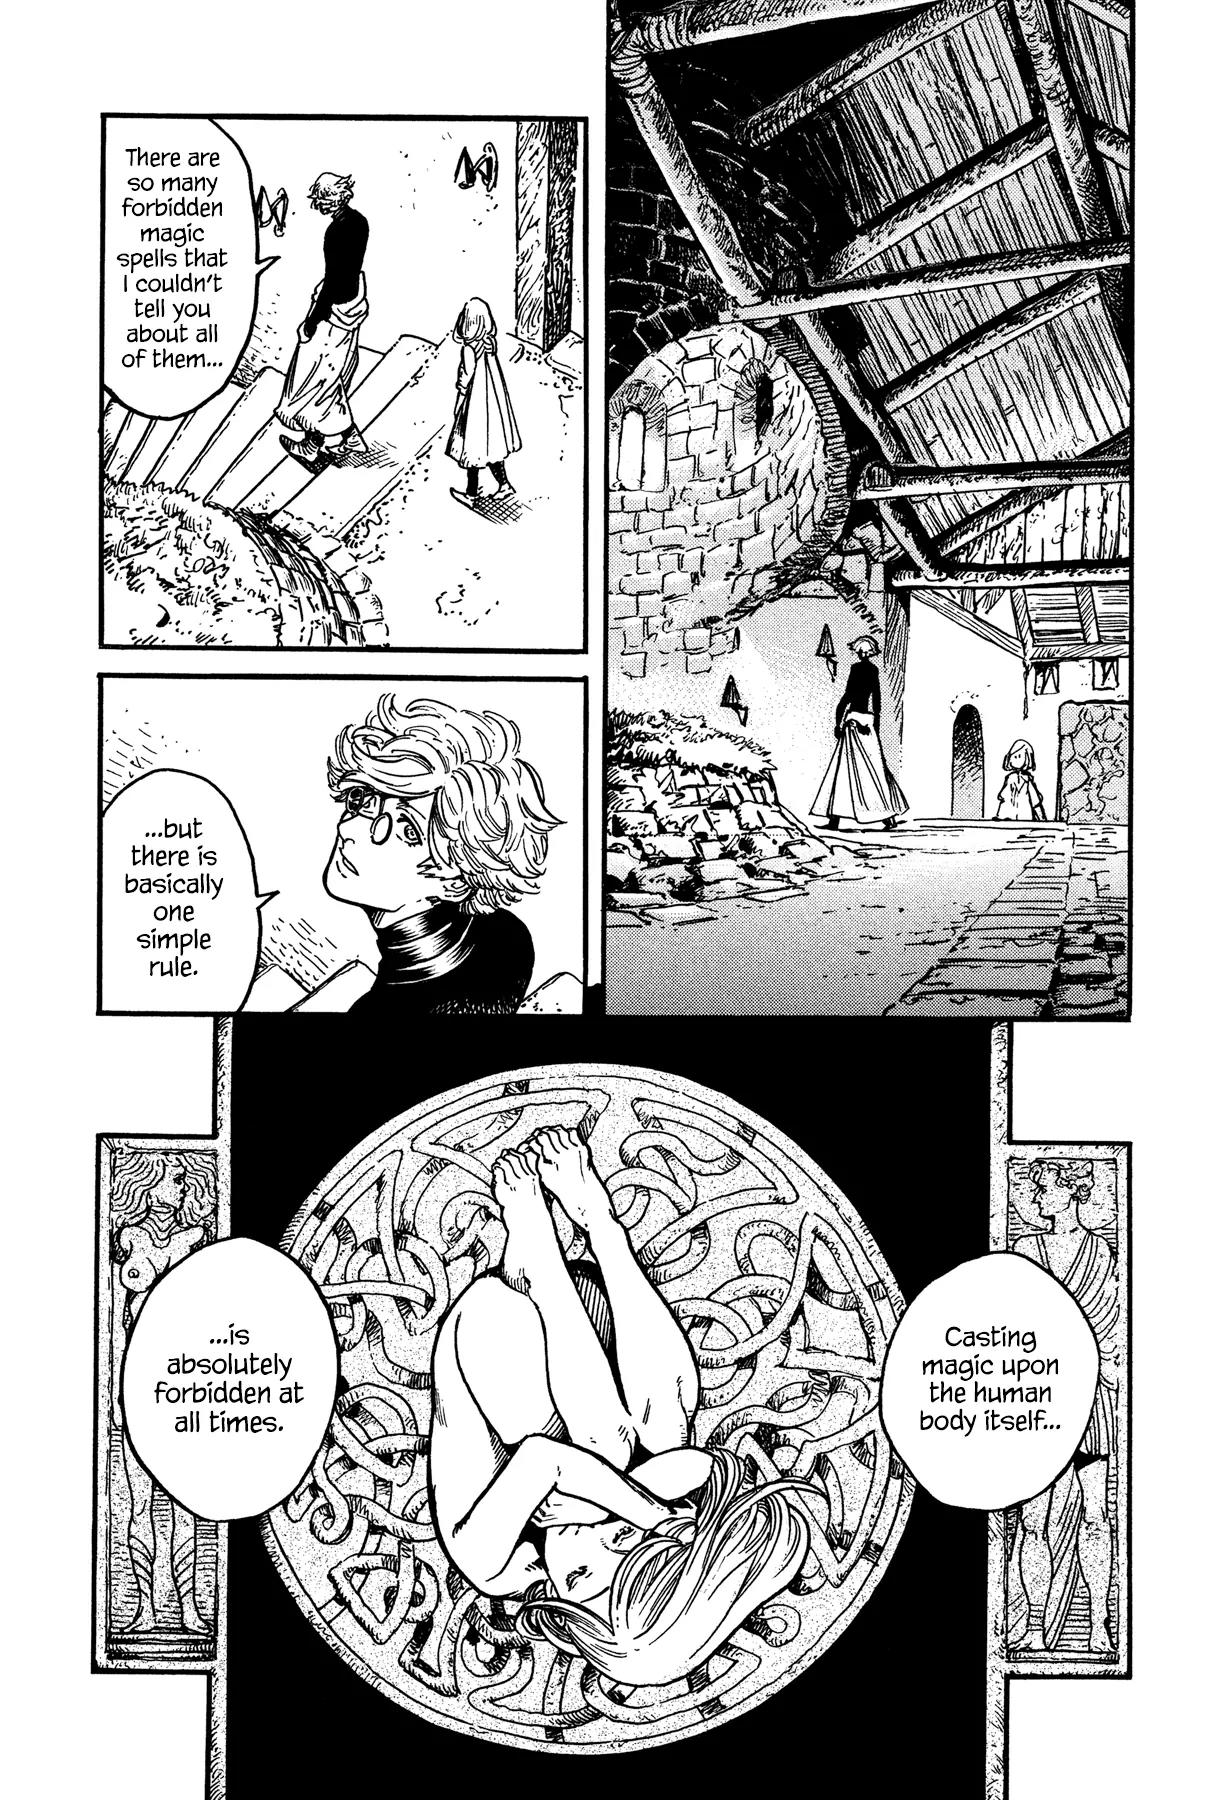 There are
so many
forbidden
magic
spells that
I couldn't
tell you
about all
of them...
...but
there is
basically
one
simple
rule.
Casting
magic upon
the human
body itself...
...is
absolutely
forbidden at
all times.